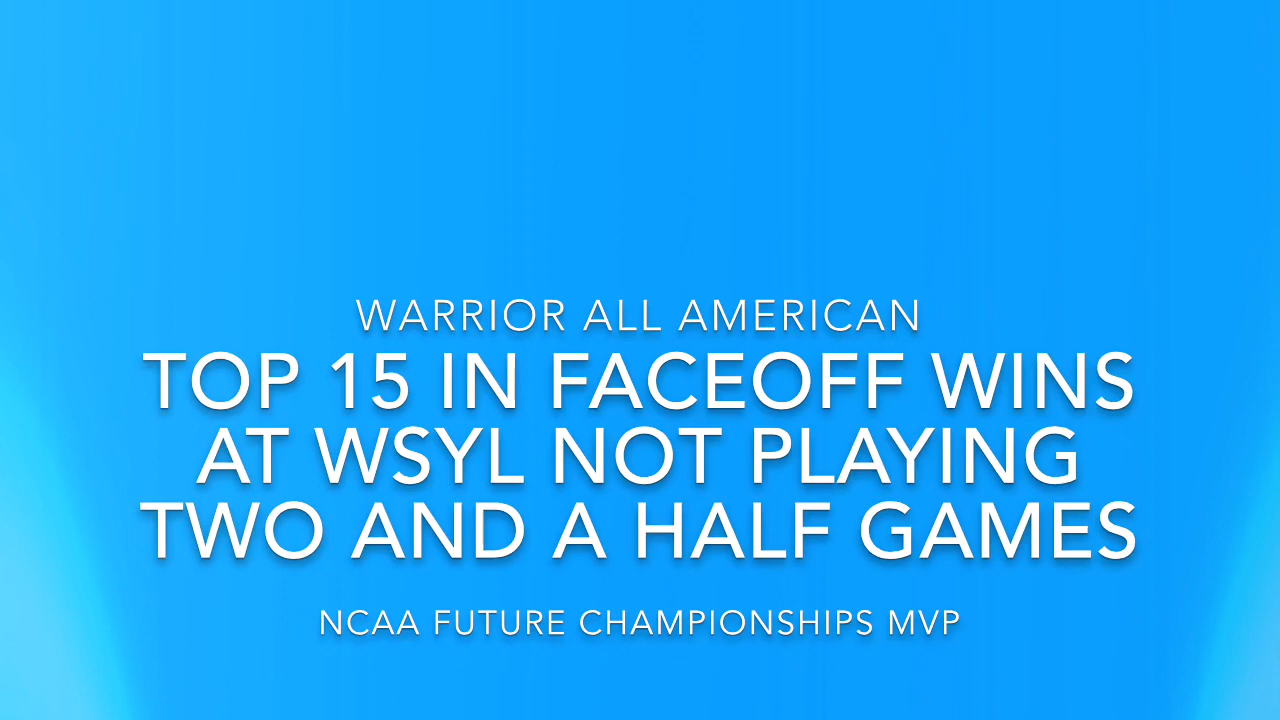 WARRIOR ALL AMERICAN
TOP 15 IN FACEOFF WINS
AT WSYL NOT PLAYING
TWO AND A HALF GAMES
NCAA FUTURE CHAMPIONSHIPS MVP